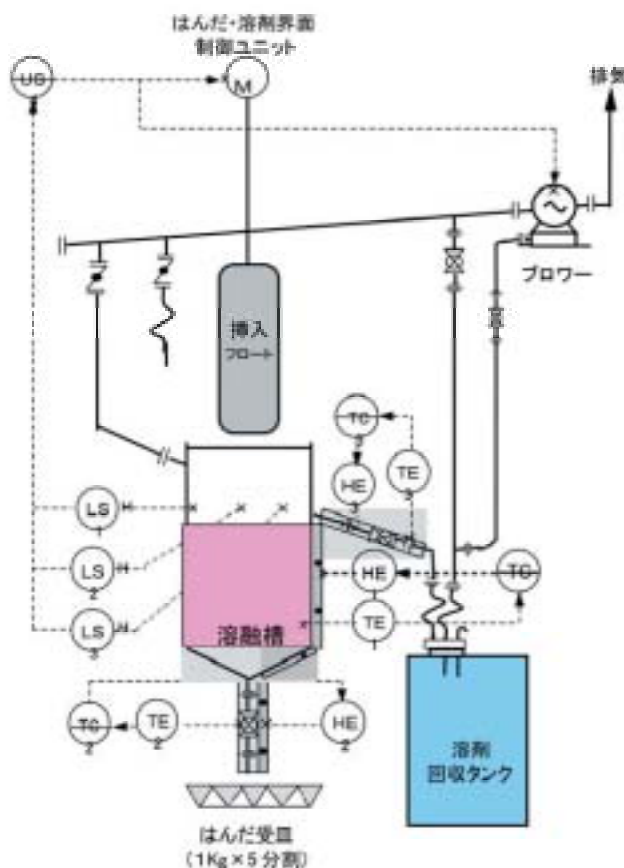 はんだ・溶剤界面
制御ユニット
US
M
排気
ブロワー
挿入
フロート
TC
3
HE
3
TE
3
LS
1
LS
2
LS
3
HE
1
TC
TE
1
溶融槽
TC
2
TE
2
HE
2
溶剤
回収タンク
はんだ受皿
(1Kg×5分割)